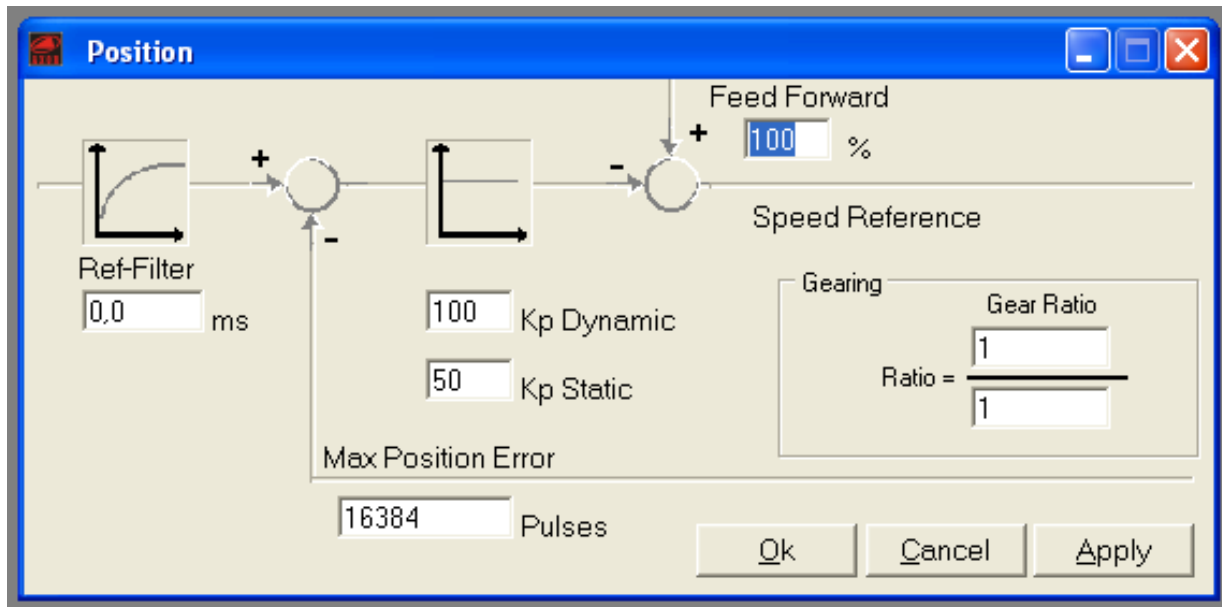 Position
Feed Forward
+
100 %
+
-
-
Speed Reference
Ref-Filter
0,0 ms
100 Kp Dynamic
50 Kp Static
Gearing
Gear Ratio
1
Ratio =
1
Max Position Error
16384 Pulses
Ok Cancel Apply